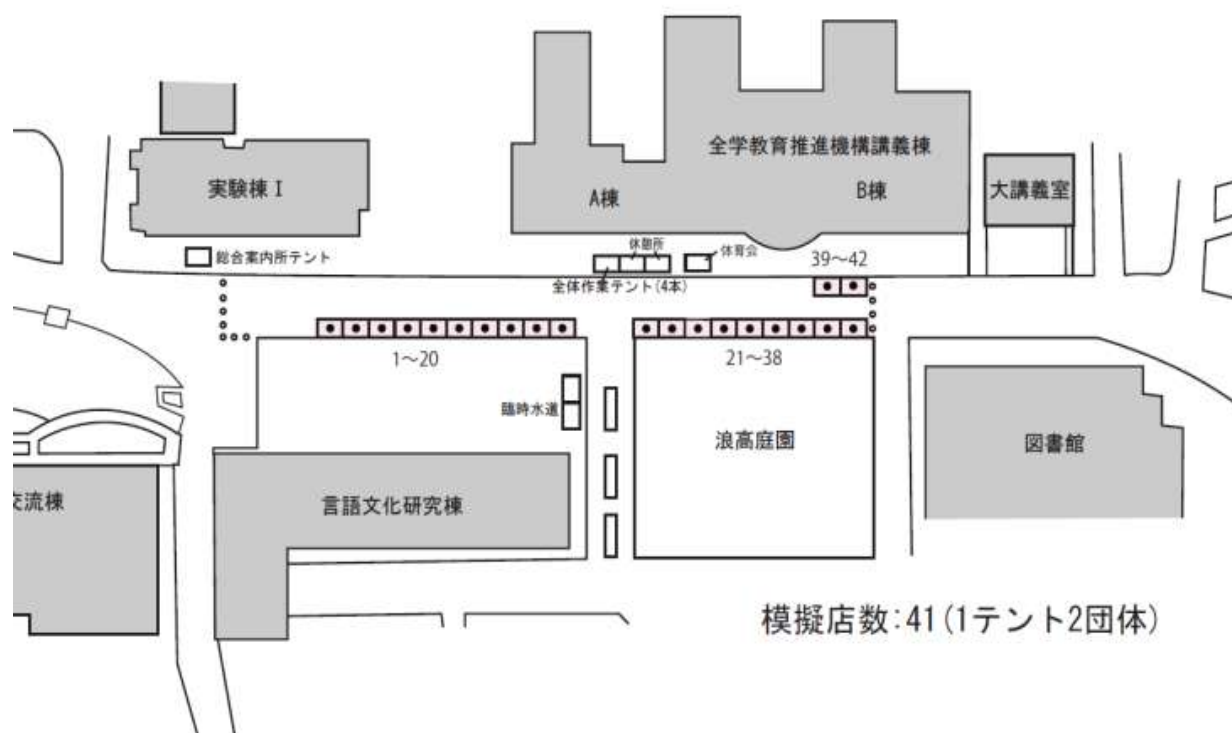 全学教育推進機構講義棟
実験棟 I
A棟
B棟
大講義室
総合案内所テント
休憩所
体育会
39～42
全体作業テント(4本)
1～20
21～38
臨時水道
浪高庭園
図書館
交流棟
言語文化研究棟
模擬店数:41(1テント2団体)